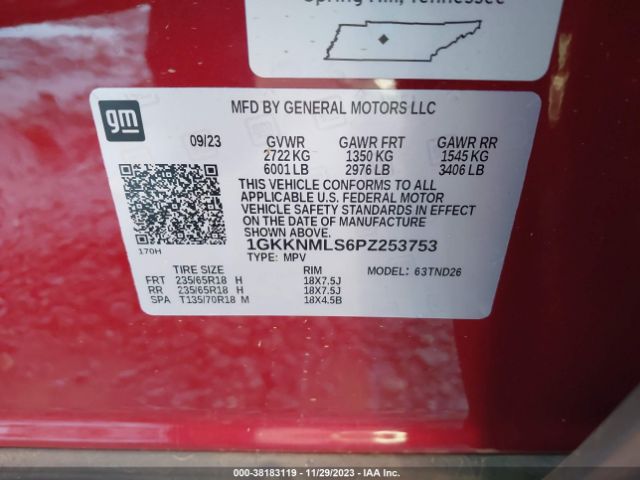 Spring Hill, Tennessee
gm
MFD BY GENERAL MOTORS LLC
09/23 GVWR GAWR FRT GAWR RR
2722 KG 1350 KG 1545 KG
6001 LB 2976 LB 3406 LB
THIS VEHICLE CONFORMS TO ALL
APPLICABLE U.S. FEDERAL MOTOR
VEHICLE SAFETY STANDARDS IN EFFECT
ON THE DATE OF MANUFACTURE
SHOWN ABOVE.
1GKKNMLS6PZ253753
170H
TYPE: MPV
TIRE SIZE RIM MODEL: 63TND26
FRT 235/65R18 H 18X7.5J
RR 235/65R18 H 18X7.5J
SPA T135/70R18 M 18X4.5B
000-38183119 - 11/29/2023 - IAA Inc.